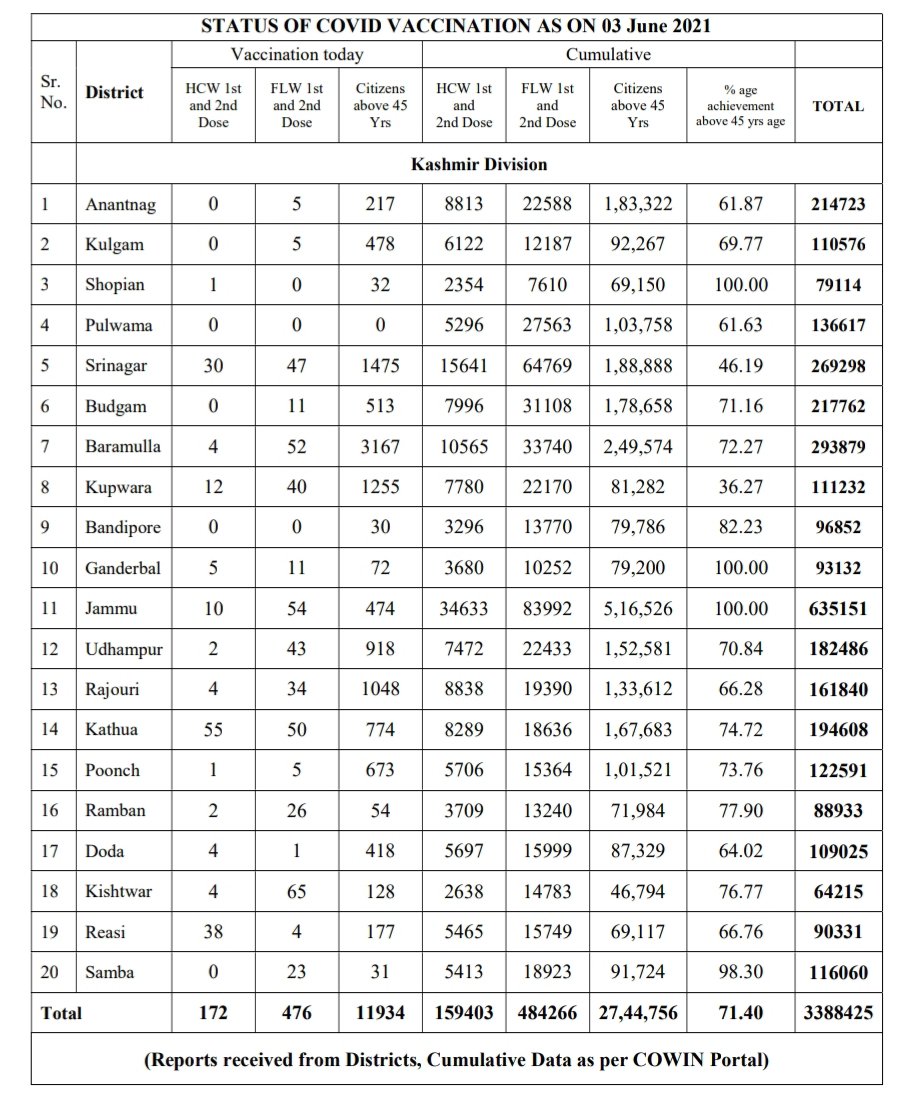 STATUS OF COVID VACCINATION AS ON 03 June 2021
Sr. No. District Vaccination today Cumulative
HCW 1st and 2nd Dose FLW 1st and 2nd Dose Citizens above 45 Yrs HCW 1st and 2nd Dose FLW 1st and 2nd Dose Citizens above 45 Yrs % age achievement above 45 yrs age TOTAL
Kashmir Division
1 Anantnag 0 5 217 8813 22588 1,83,322 61.87 214723
2 Kulgam 0 5 478 6122 12187 92,267 69.77 110576
3 Shopian 1 0 32 2354 7610 69,150 100.00 79114
4 Pulwama 0 0 0 5296 27563 1,03,758 61.63 136617
5 Srinagar 30 47 1475 15641 64769 1,88,888 46.19 269298
6 Budgam 0 11 513 7996 31108 1,78,658 71.16 217762
7 Baramulla 4 52 3167 10565 33740 2,49,574 72.27 293879
8 Kupwara 12 40 1255 7780 22170 81,282 36.27 111232
9 Bandipore 0 0 30 3296 13770 79,786 82.23 96852
10 Ganderbal 5 11 72 3680 10252 79,200 100.00 93132
11 Jammu 10 54 474 34633 83992 5,16,526 100.00 635151
12 Udhampur 2 43 918 7472 22433 1,52,581 70.84 182486
13 Rajouri 4 34 1048 8838 19390 1,33,612 66.28 161840
14 Kathua 55 50 774 8289 18636 1,67,683 74.72 194608
15 Poonch 1 5 673 5706 15364 1,01,521 73.76 122591
16 Ramban 2 26 54 3709 13240 71,984 77.90 88933
17 Doda 4 1 418 5697 15999 87,329 64.02 109025
18 Kishtwar 4 65 128 2638 14783 46,794 76.77 64215
19 Reasi 38 4 177 5465 15749 69,117 66.76 90331
20 Samba 0 23 31 5413 18923 91,724 98.30 116060
Total 172 476 11934 159403 484266 27,44,756 71.40 3388425
(Reports received from Districts, Cumulative Data as per COWIN Portal)